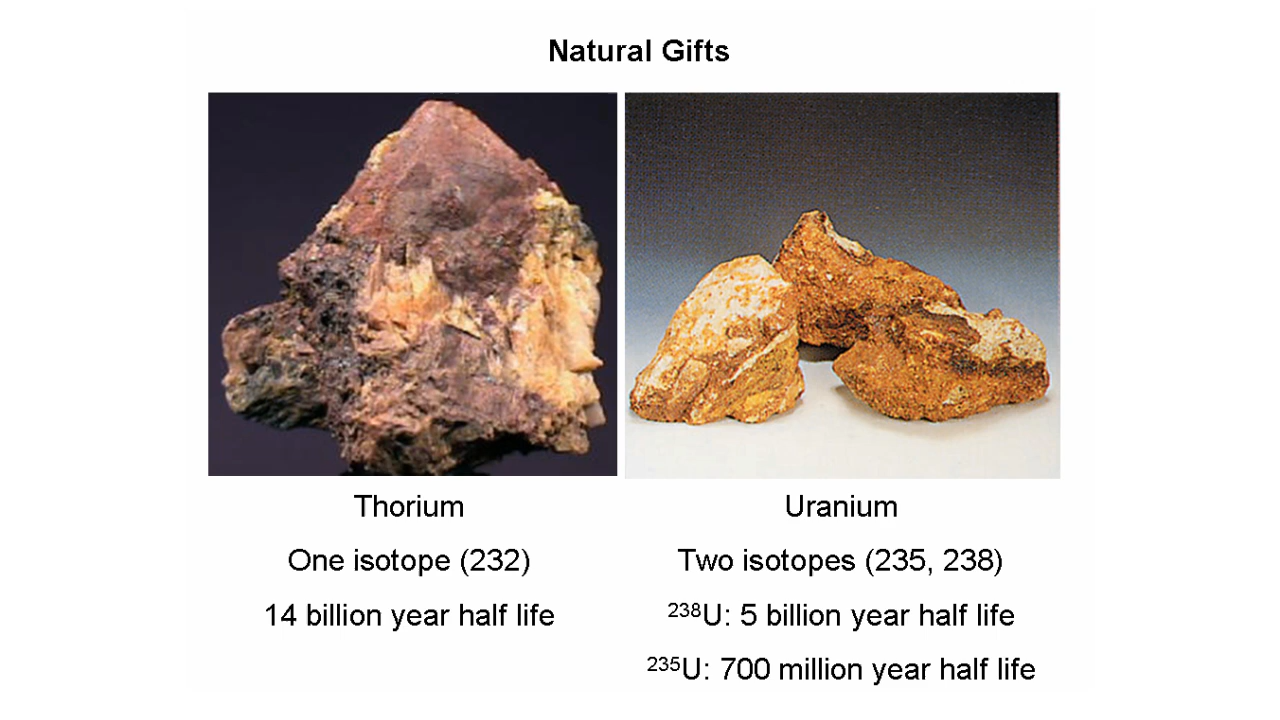 Natural Gifts
Thorium
One isotope (232)
14 billion year half life
Uranium
Two isotopes (235, 238)
²³⁸U: 5 billion year half life
²³⁵U: 700 million year half life